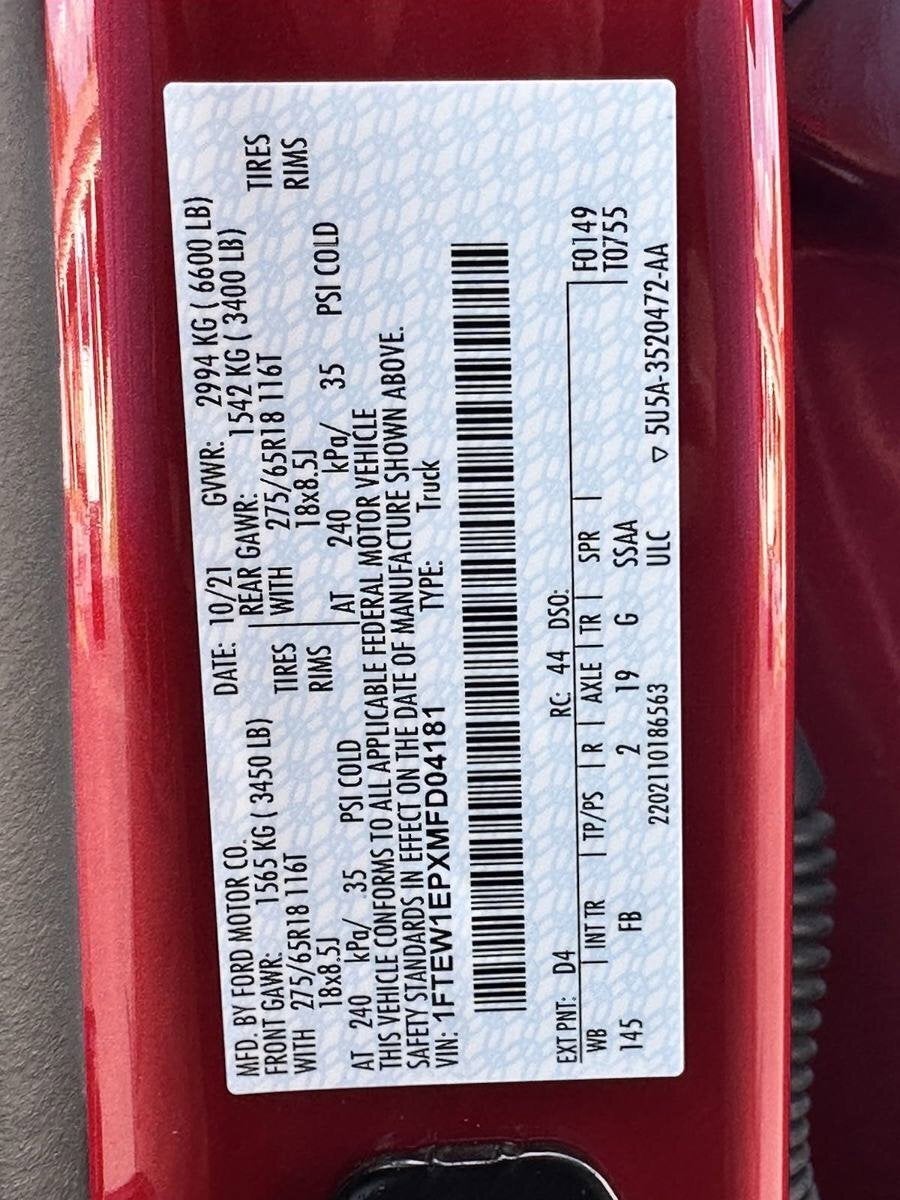 MFD. BY FORD MOTOR CO. DATE: 10/21 GVWR: 2994 KG ( 6600 LB)
FRONT GAWR: 1565 KG ( 3450 LB) REAR GAWR: 1542 KG ( 3400 LB)
WITH 275/65R18 116T TIRES WITH 275/65R18 116T TIRES
18x8.5J RIMS 18x8.5J RIMS
AT 240 kPa/ 35 PSI COLD AT 240 kPa/ 35 PSI COLD
THIS VEHICLE CONFORMS TO ALL APPLICABLE FEDERAL MOTOR VEHICLE
SAFETY STANDARDS IN EFFECT ON THE DATE OF MANUFACTURE SHOWN ABOVE.
VIN: 1FTEW1EPXMFD04181 TYPE: Truck
EXT PNT: D4 RC: 44 DSO: F0149
WB INT TR TP/PS R AXLE TR SPR T0755
145 FB 2 19 G SSAA
2202110186563 ULC ▽ 5U5A-3520472-AA